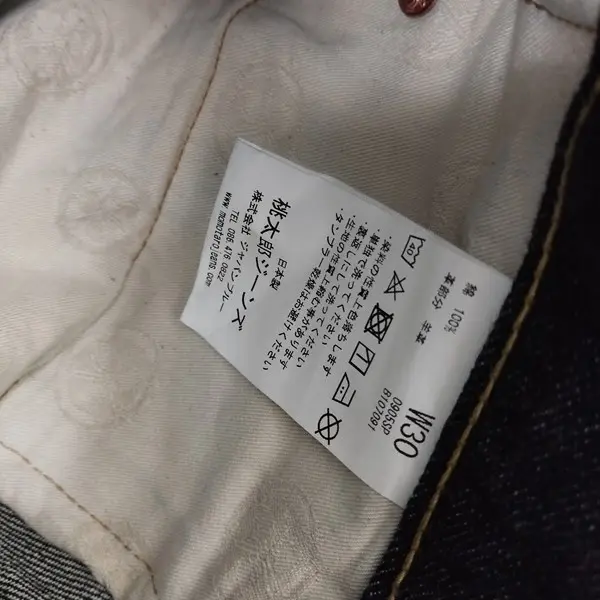 W30
0905SP
B107091
綿 100%
革部分 牛革
40
・染料の性質上色落ちします
・単独で洗ってください
・裏返しにして洗ってください
・生地の性質上縮む事があります
・タンブラー乾燥はお避けください
日本製
桃太郎ジーンズ
株式会社 ジャパンブルー
TEL 086.476.0822
www.momotarojeans.com